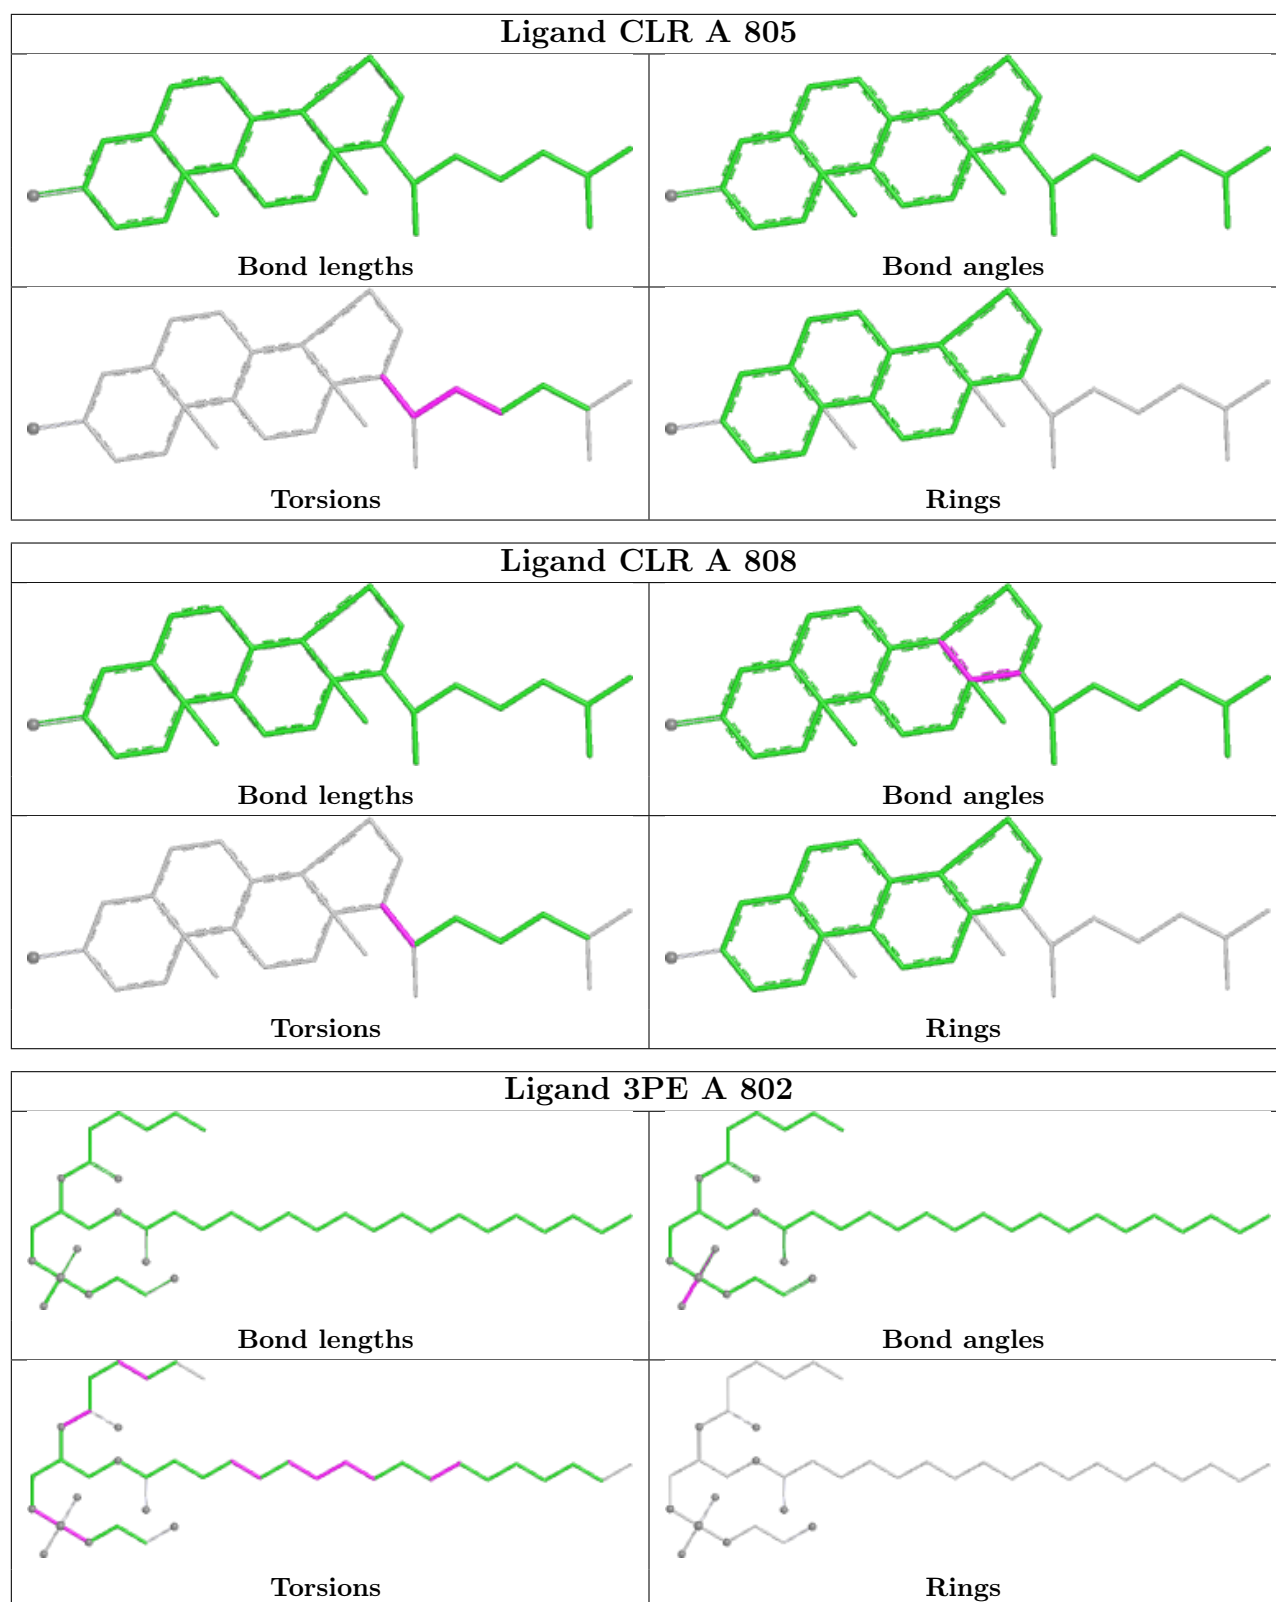 Ligand CLR A 805
Bond lengths
Bond angles
Torsions
Rings
Ligand CLR A 808
Bond lengths
Bond angles
Torsions
Rings
Ligand 3PE A 802
Bond lengths
Bond angles
Torsions
Rings